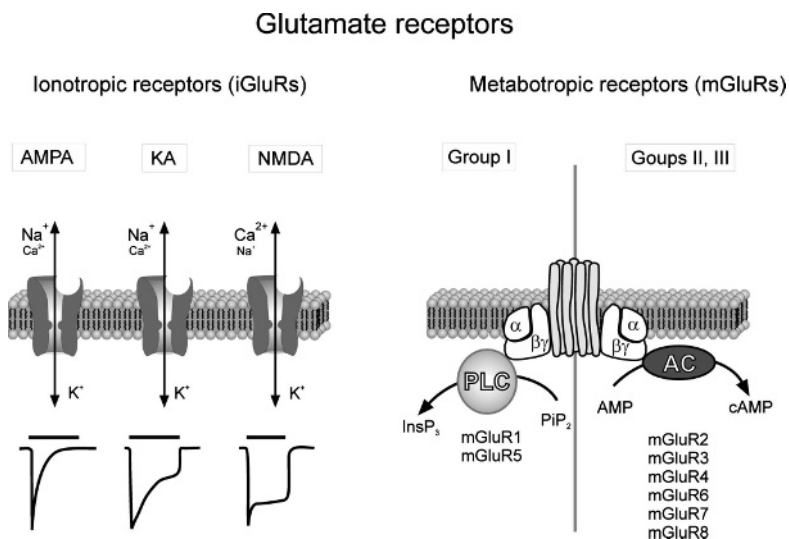 Glutamate receptors
Ionotropic receptors (iGluRs)
Metabotropic receptors (mGluRs)
AMPA
KA
NMDA
Group I
Goups II, III
Na⁺
Ca²⁺
Na⁺
Ca²⁺
Ca²⁺
Na⁺
K⁺
K⁺
K⁺
α
βγ
α
βγ
PLC
AC
InsP₃
PiP₂
AMP
cAMP
mGluR1
mGluR5
mGluR2
mGluR3
mGluR4
mGluR6
mGluR7
mGluR8